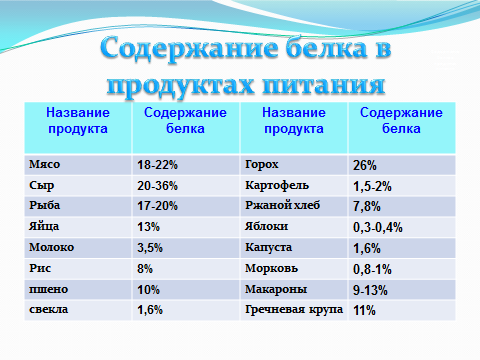 Содержание белка в
продуктах питания
Название продукта Содержание белка Название продукта Содержание белка
Мясо 18-22% Горох 26%
Сыр 20-36% Картофель 1,5-2%
Рыба 17-20% Ржаной хлеб 7,8%
Яйца 13% Яблоки 0,3-0,4%
Молоко 3,5% Капуста 1,6%
Рис 8% Морковь 0,8-1%
пшено 10% Макароны 9-13%
свекла 1,6% Гречневая крупа 11%